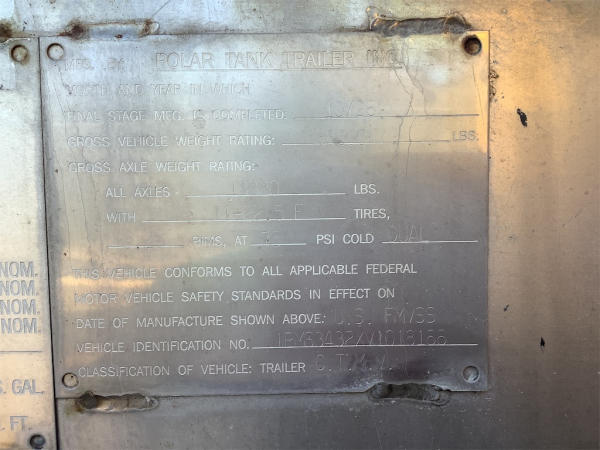 MFG. BY POLAR TANK TRAILER INC.
MONTH AND YEAR IN WHICH
FINAL STAGE MFG. IS COMPLETED:
GROSS VEHICLE WEIGHT RATING: LBS.
GROSS AXLE WEIGHT RATING:
ALL AXLES - LBS.
WITH TIRES,
RIMS, AT PSI COLD DUAL
THIS VEHICLE CONFORMS TO ALL APPLICABLE FEDERAL
MOTOR VEHICLE SAFETY STANDARDS IN EFFECT ON
DATE OF MANUFACTURE SHOWN ABOVE: U.S. FMVSS
VEHICLE IDENTIFICATION NO.
CLASSIFICATION OF VEHICLE: TRAILER
NOM.
NOM.
NOM.
NOM.
GAL.
FT.